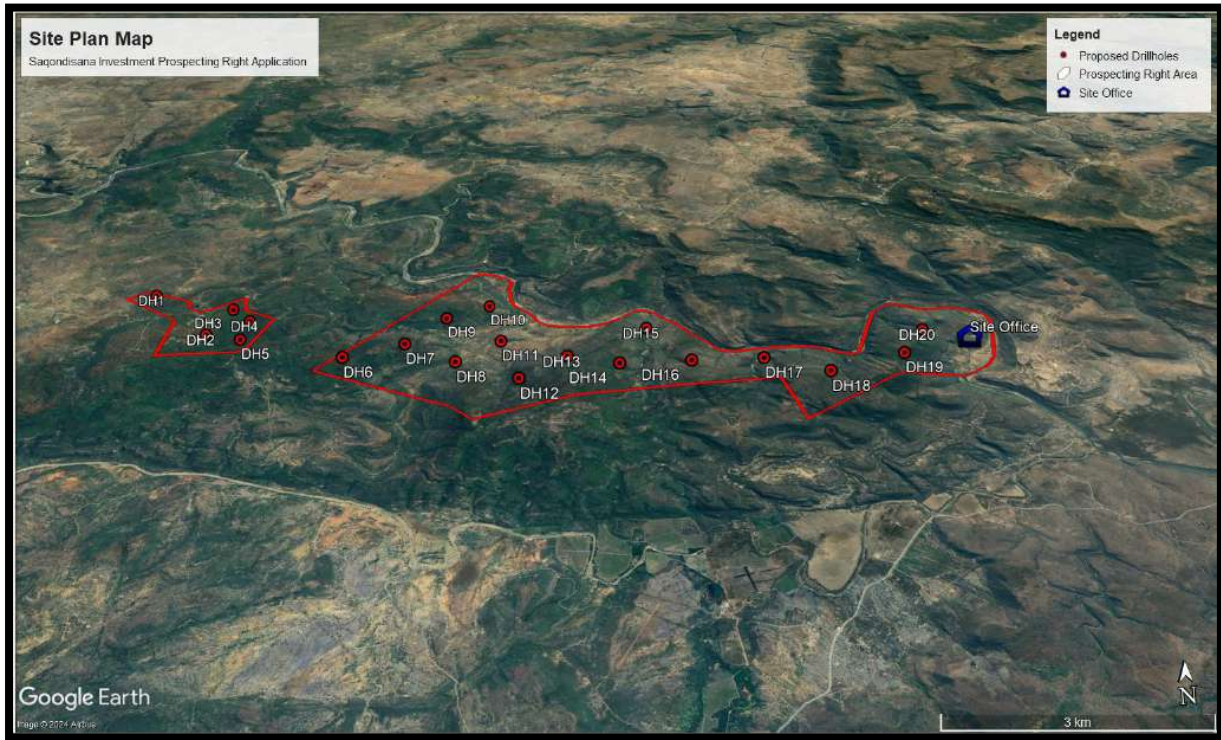 Site Plan Map
Saqondisana Investment Prospecting Right Application
Legend
Proposed Drillholes
Prospecting Right Area
Site Office
DH1
DH3
DH4
DH2
DH5
DH10
DH9
DH15
DH20
Site Office
DH7
DH11
DH6
DH8
DH13
DH14
DH16
DH17
DH19
DH18
DH12
Google Earth
Image © 2024 Airbus
N
3 km